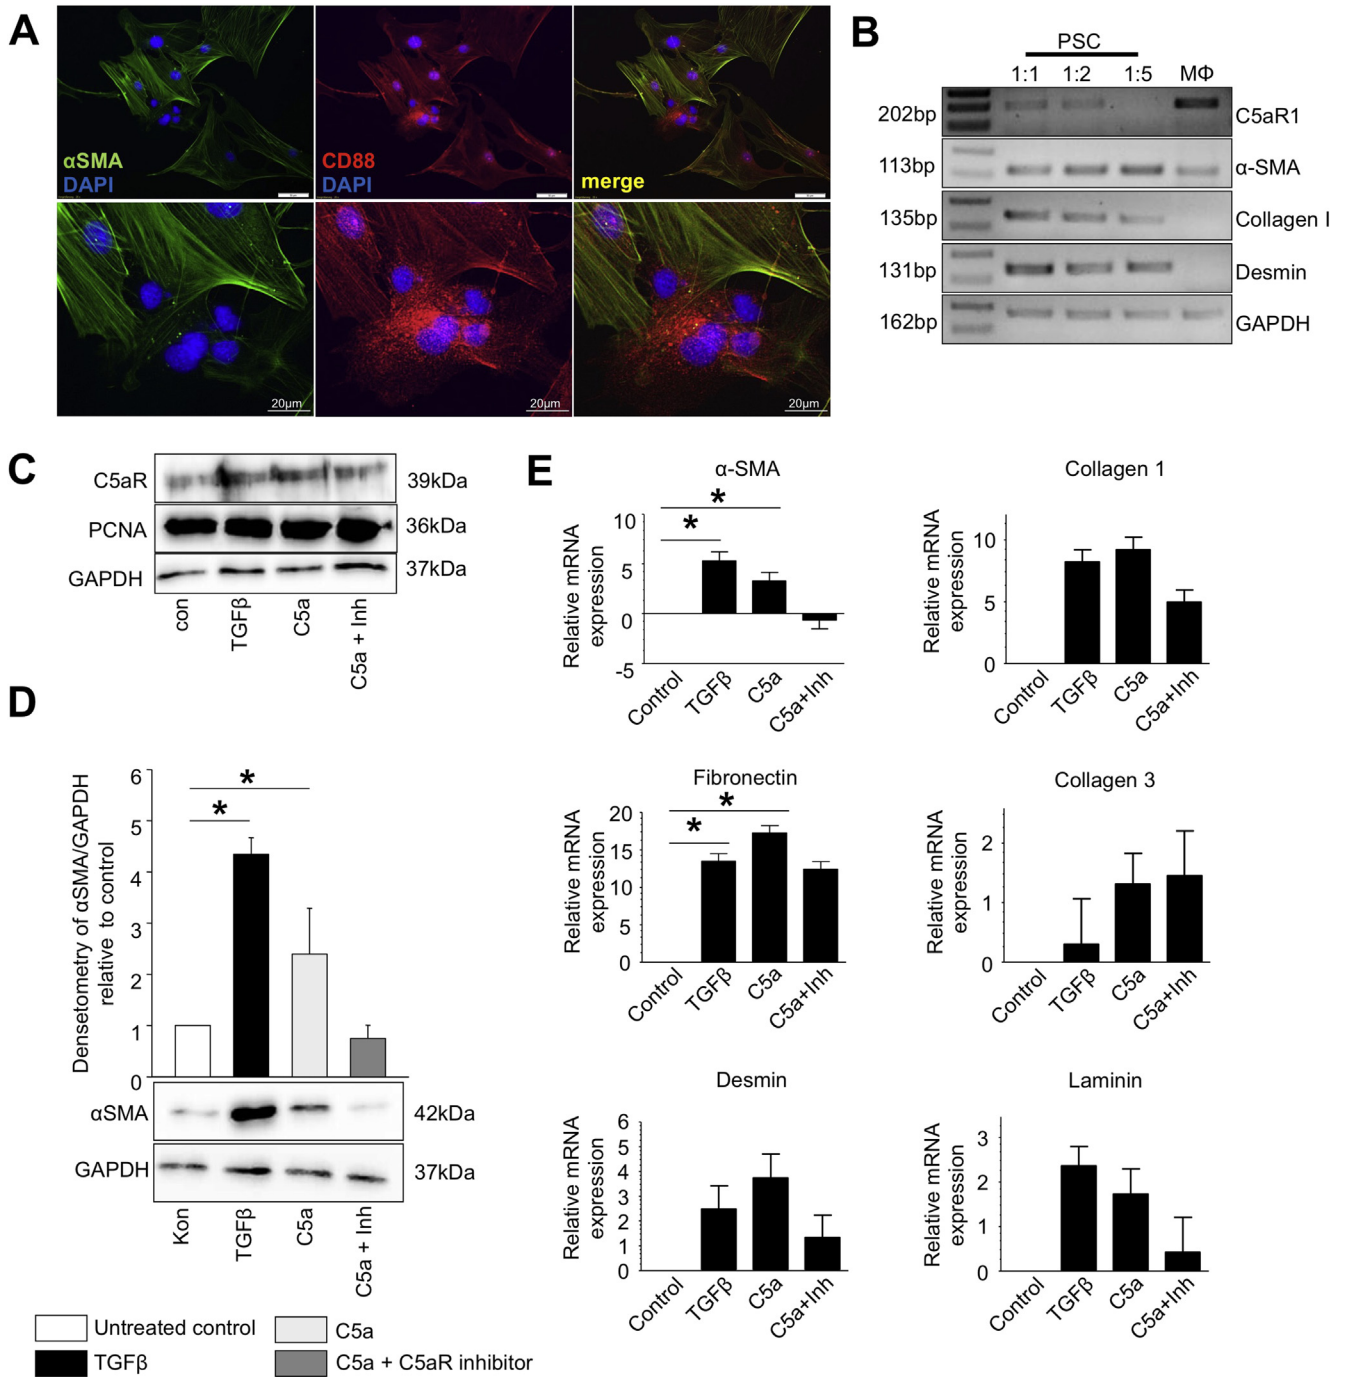 A
αSMA
DAPI
CD88
DAPI
merge
20µm
20µm
20µm
B
PSC
1:1 1:2 1:5 MΦ
202bp C5aR1
113bp α-SMA
135bp Collagen I
131bp Desmin
162bp GAPDH
C
C5aR 39kDa
PCNA 36kDa
GAPDH 37kDa
con TGFβ C5a C5a + Inh
D
Densetometry of αSMA/GAPDH
relative to control
6
5
4
3
2
1
0
*
*
αSMA 42kDa
GAPDH 37kDa
Kon TGFβ C5a C5a + Inh
Untreated control
TGFβ
C5a
C5a + C5aR inhibitor
E
α-SMA
Relative mRNA
expression
10
5
0
-5
*
*
Control TGFβ C5a C5a+Inh
Collagen 1
Relative mRNA
expression
10
5
0
Control TGFβ C5a C5a+Inh
Fibronectin
Relative mRNA
expression
20
15
10
5
0
*
*
Control TGFβ C5a C5a+Inh
Collagen 3
Relative mRNA
expression
2
1
0
Control TGFβ C5a C5a+Inh
Desmin
Relative mRNA
expression
6
5
4
3
2
1
0
Control TGFβ C5a C5a+Inh
Laminin
Relative mRNA
expression
3
2
1
0
Control TGFβ C5a C5a+Inh